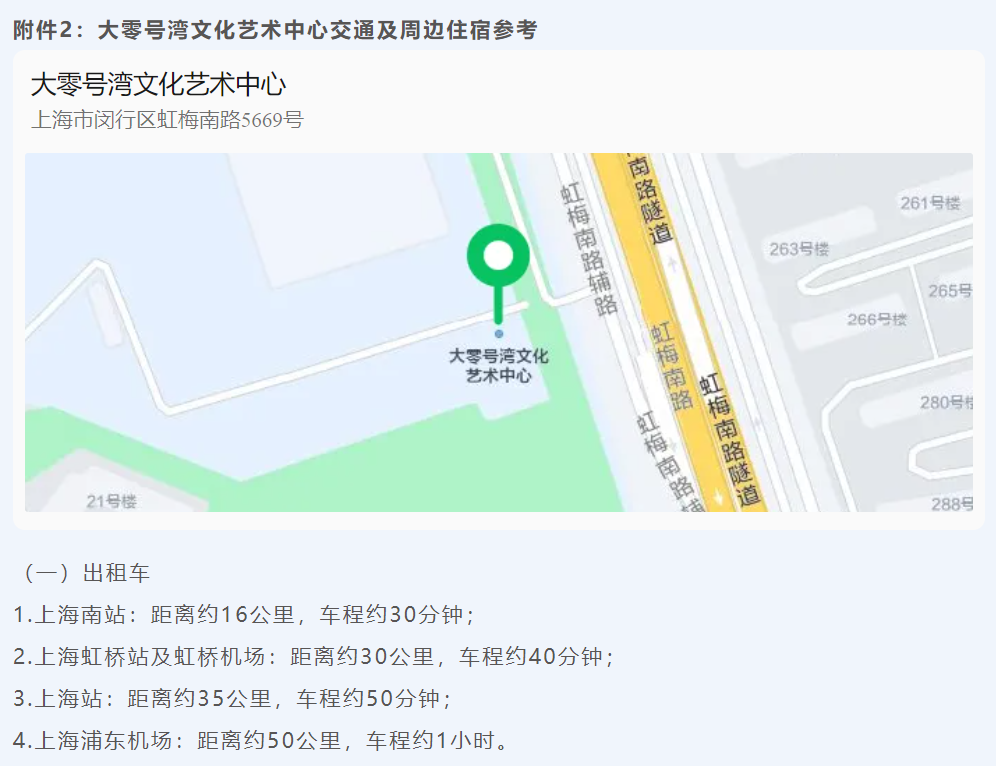 附件2：大零号湾文化艺术中心交通及周边住宿参考
大零号湾文化艺术中心
上海市闵行区虹梅南路5669号
南路隧道
虹梅南路辅路
261号楼
263号楼
265号
266号楼
大零号湾文化
艺术中心
虹梅南路
虹梅南路隧道
280号楼
虹梅南路辅
21号楼
288号
（一）出租车
1.上海南站：距离约16公里，车程约30分钟；
2.上海虹桥站及虹桥机场：距离约30公里，车程约40分钟；
3.上海站：距离约35公里，车程约50分钟；
4.上海浦东机场：距离约50公里，车程约1小时。